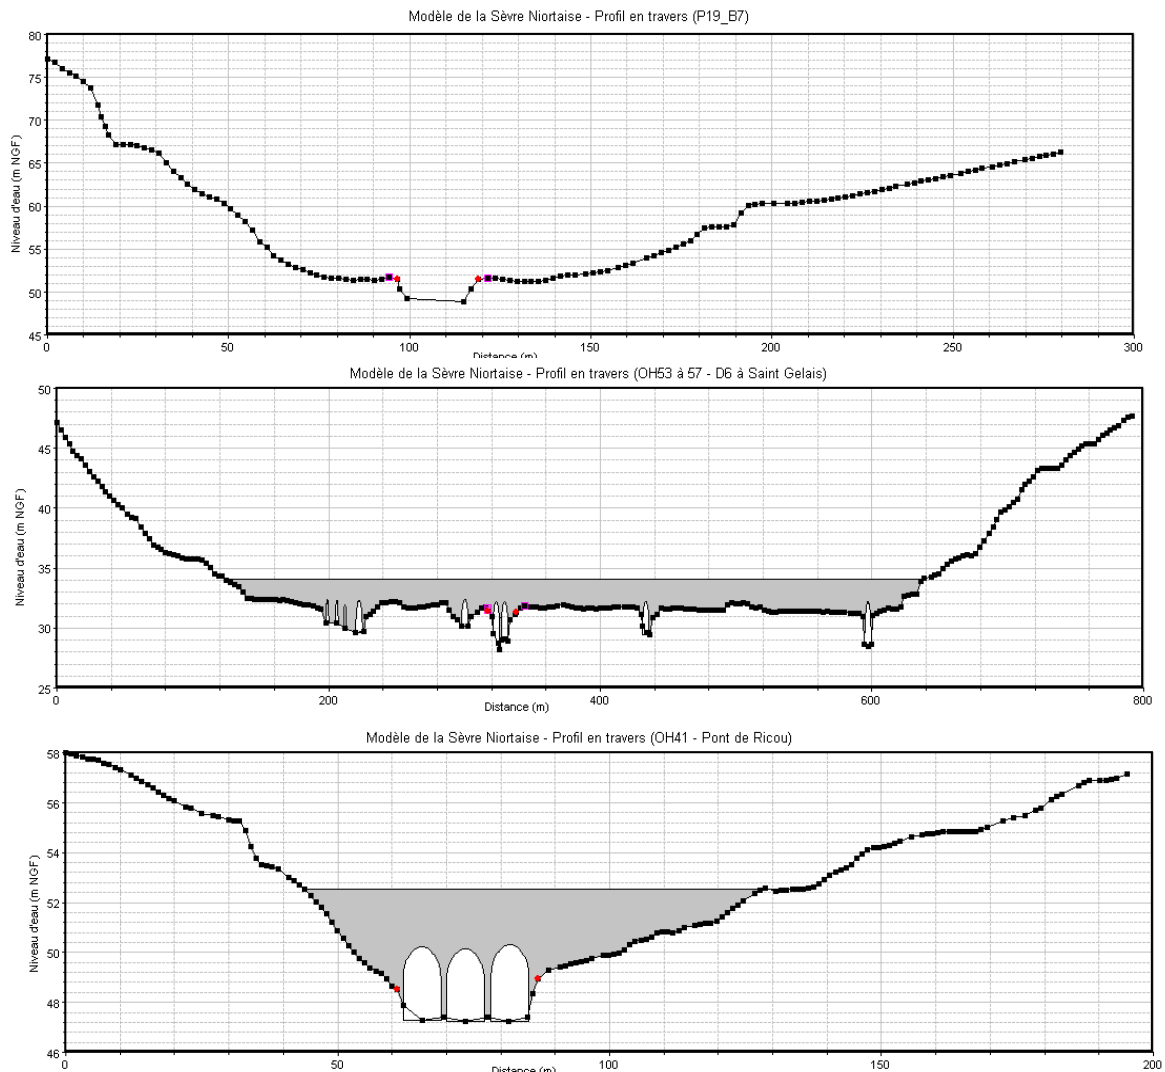 Modèle de la Sèvre Niortaise - Profil en travers (P19_B7)
Niveau d'eau (m NGF)
80
75
70
65
60
55
50
45
0 50 100 150 200 250 300
Distance (m)
Modèle de la Sèvre Niortaise - Profil en travers (OH53 à 57 - D6 à Saint Gelais)
Niveau d'eau (m NGF)
50
45
40
35
30
25
0 200 400 600 800
Distance (m)
Modèle de la Sèvre Niortaise - Profil en travers (OH41 - Pont de Ricou)
Niveau d'eau (m NGF)
58
56
54
52
50
48
46
0 50 100 150 200
Distance (m)